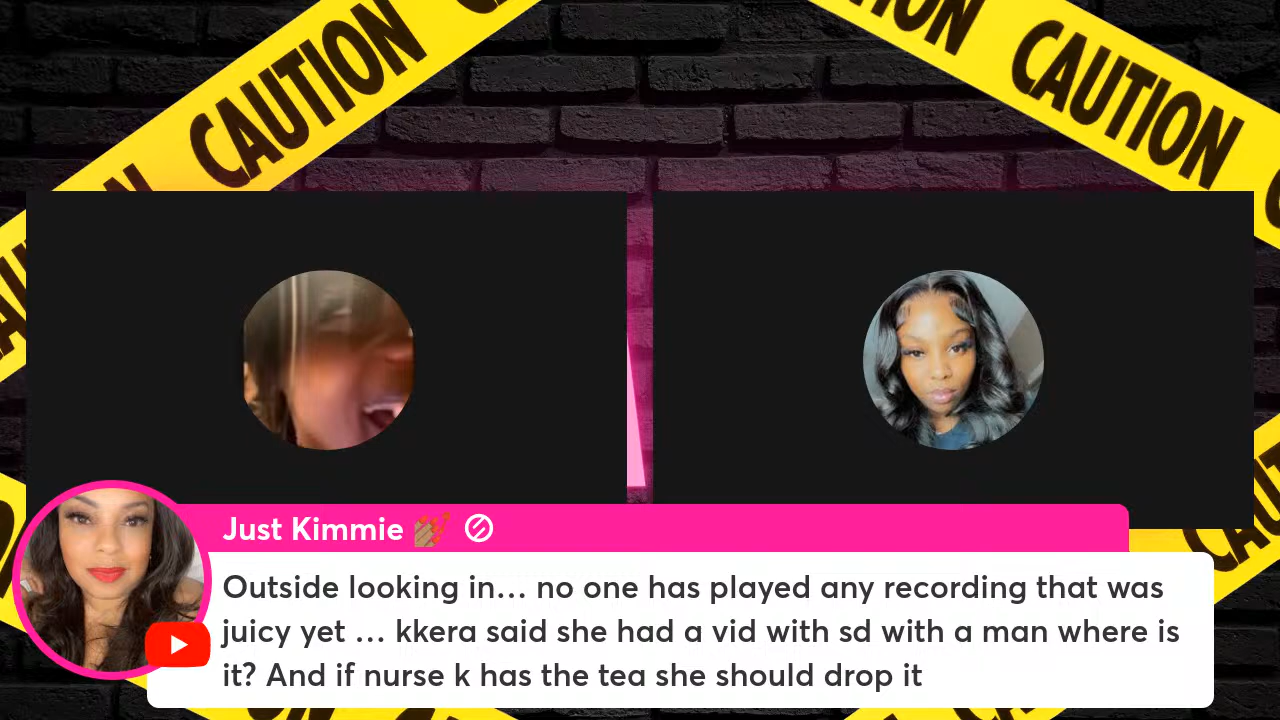 CAUTION
CAUTION
Just Kimmie
Outside looking in... no one has played any recording that was
juicy yet ... kkera said she had a vid with sd with a man where is
it? And if nurse k has the tea she should drop it